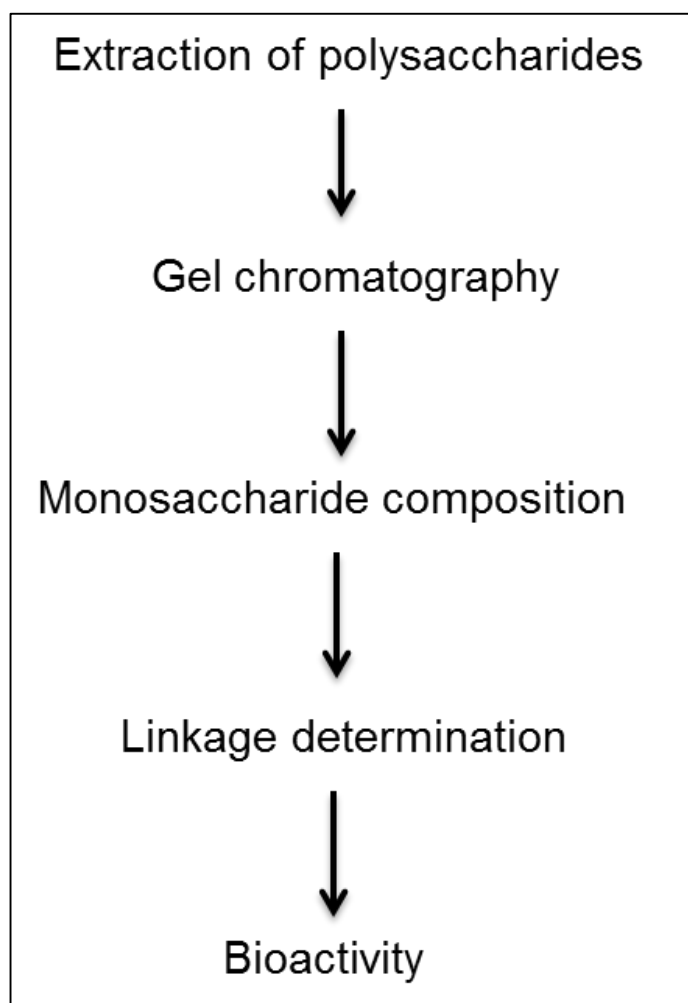 Extraction of polysaccharides
Gel chromatography
Monosaccharide composition
Linkage determination
Bioactivity